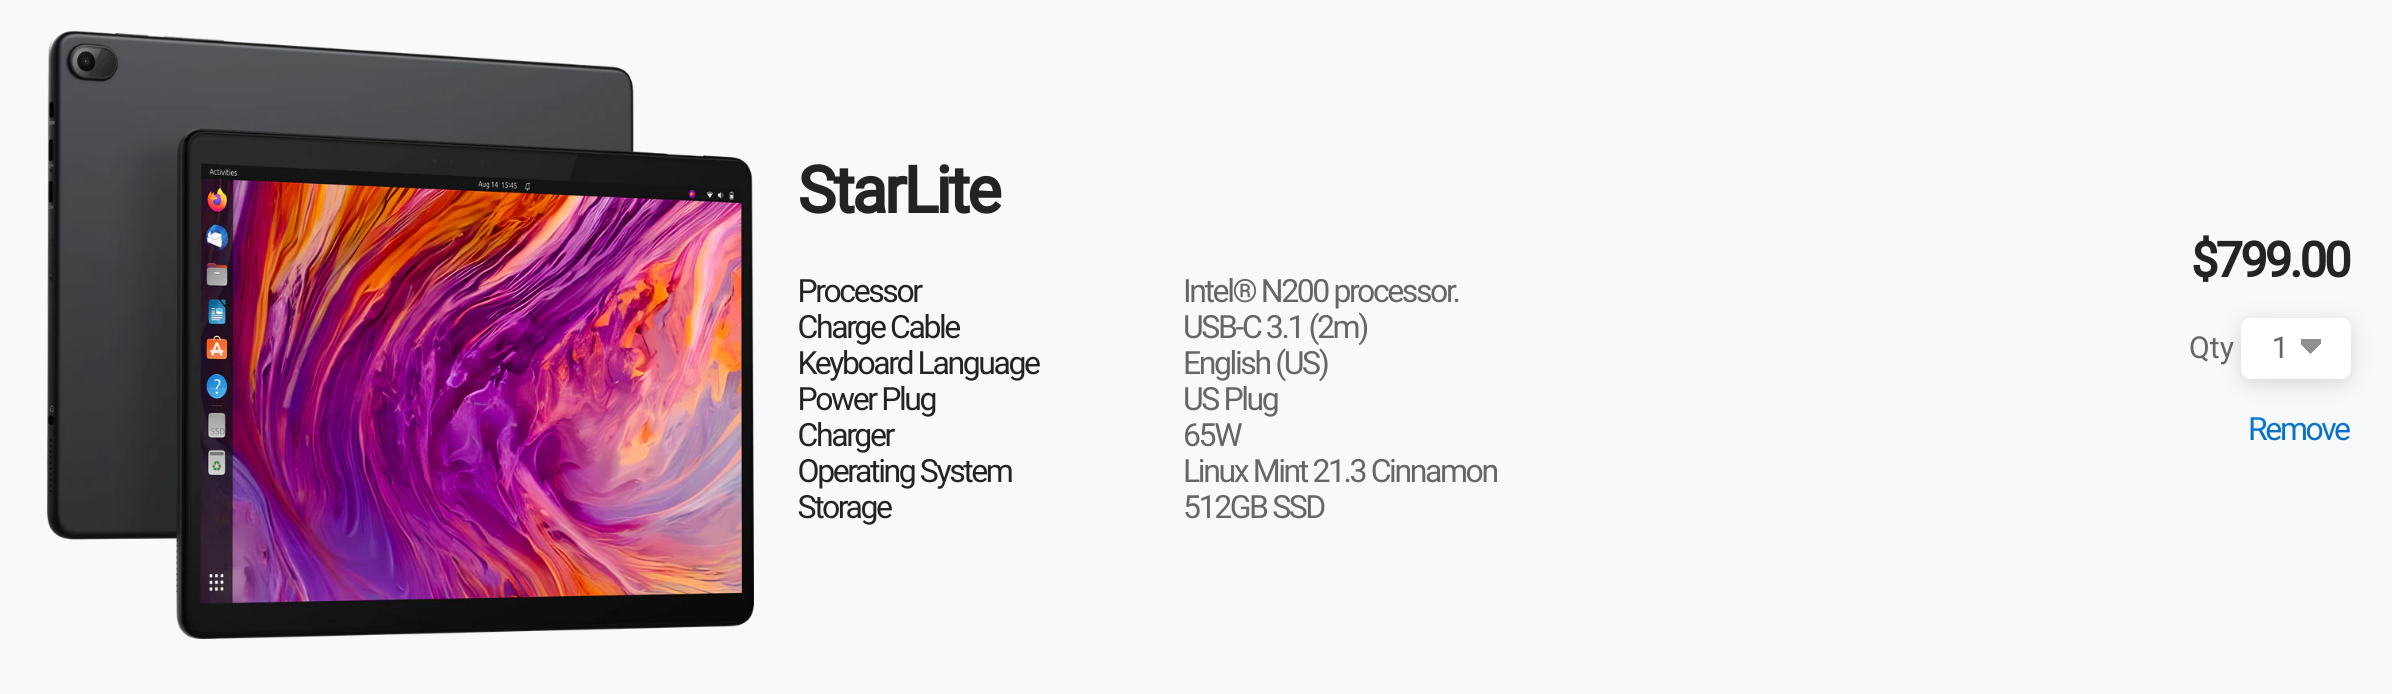 Activities
Aug 14 15:45
StarLite
Processor Intel® N200 processor.
Charge Cable USB-C 3.1 (2m)
Keyboard Language English (US)
Power Plug US Plug
Charger 65W
Operating System Linux Mint 21.3 Cinnamon
Storage 512GB SSD
$799.00
Qty 1
Remove
SSD